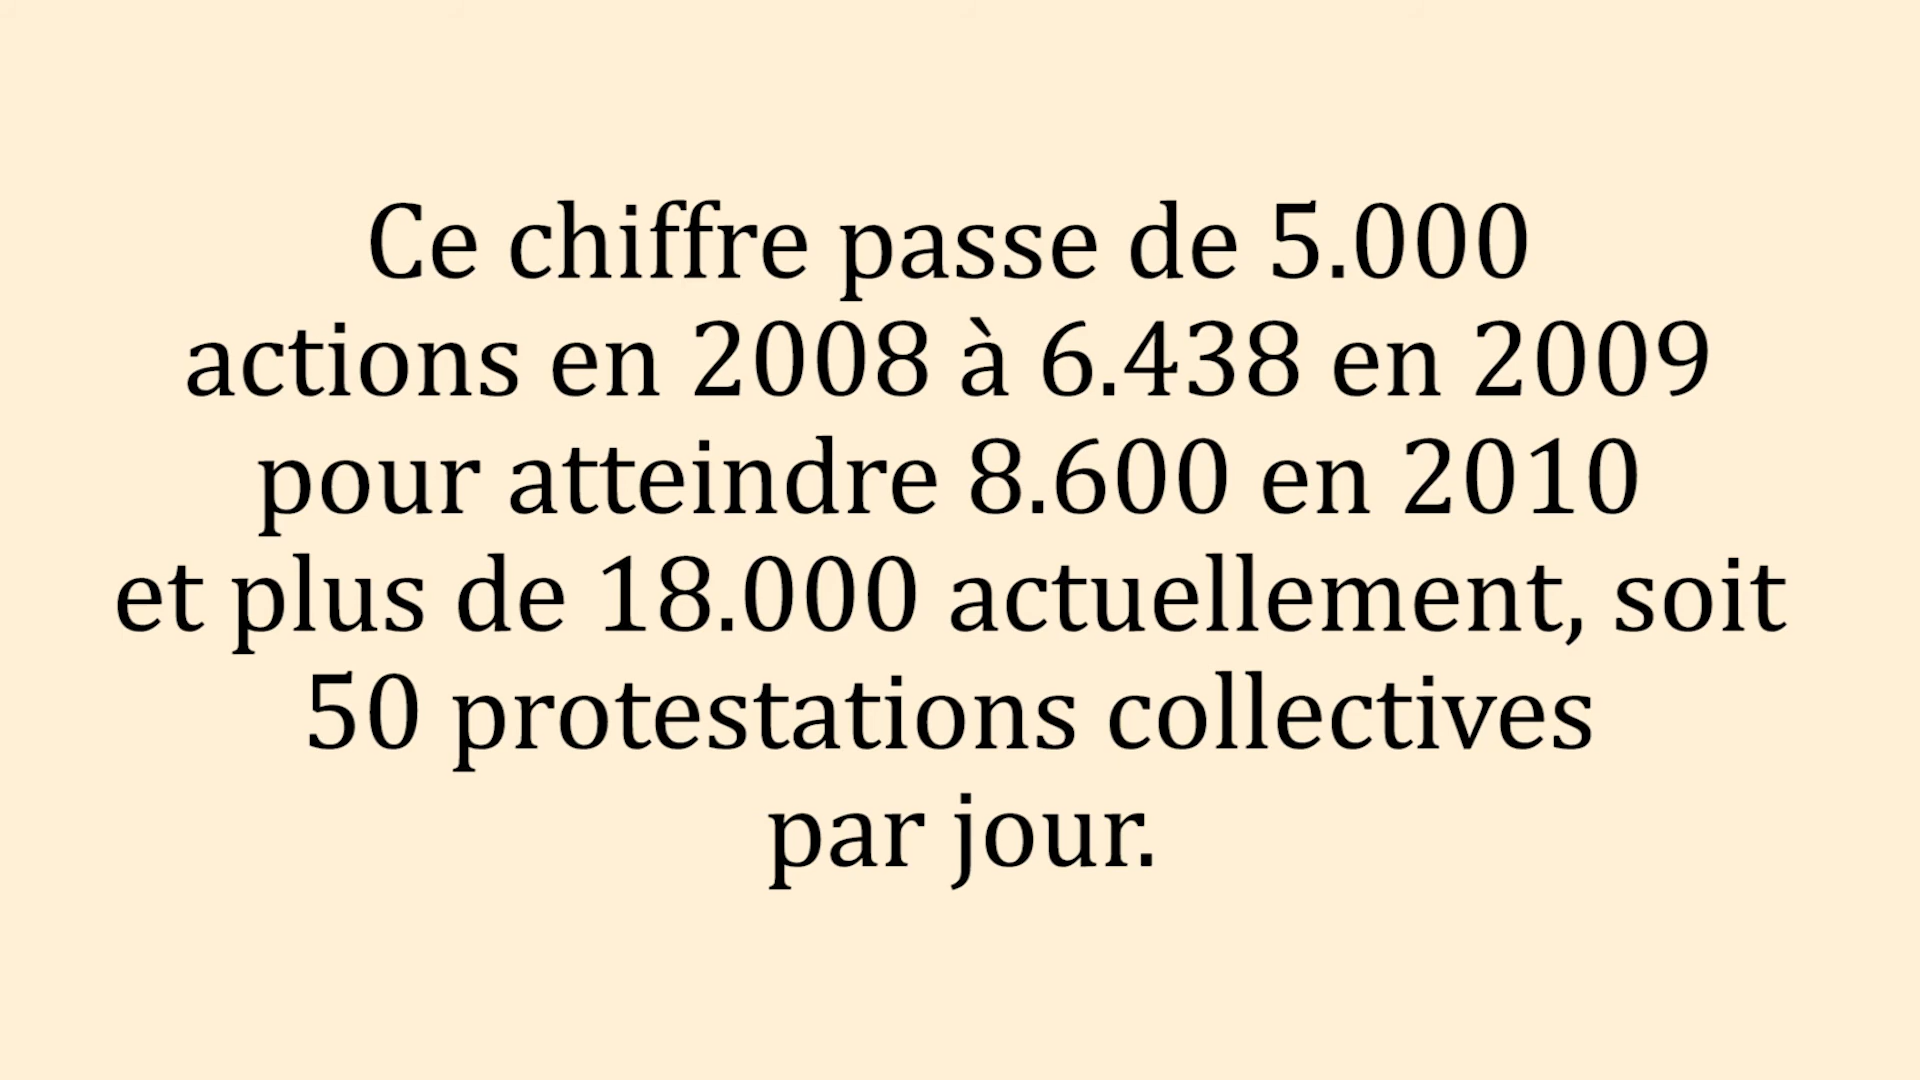 Ce chiffre passe de 5.000
actions en 2008 à 6.438 en 2009
pour atteindre 8.600 en 2010
et plus de 18.000 actuellement, soit
50 protestations collectives
par jour.